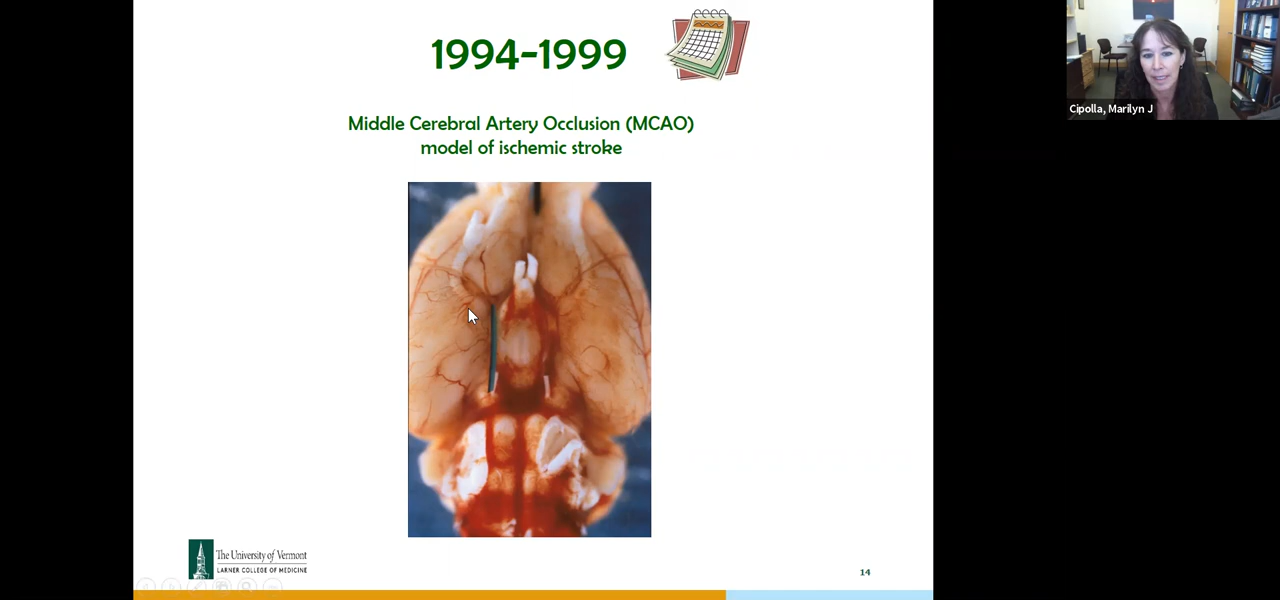 1994-1999
Middle Cerebral Artery Occlusion (MCAO)
model of ischemic stroke
The University of Vermont
LARNER COLLEGE OF MEDICINE
14
Cipolla, Marilyn J